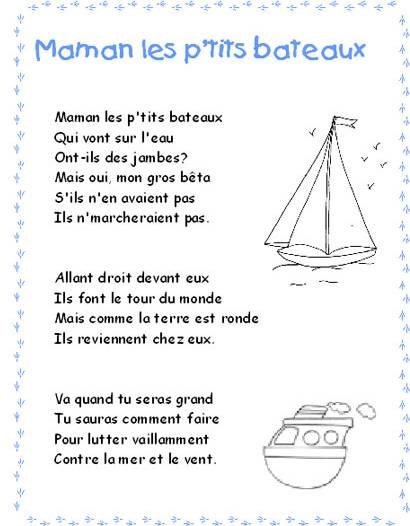 Maman les p'tits bateaux
Maman les p'tits bateaux
Qui vont sur l'eau
Ont-ils des jambes?
Mais oui, mon gros bêta
S'ils n'en avaient pas
Ils n'marcheraient pas.
Allant droit devant eux
Ils font le tour du monde
Mais comme la terre est ronde
Ils reviennent chez eux.
Va quand tu seras grand
Tu sauras comment faire
Pour lutter vaillamment
Contre la mer et le vent.